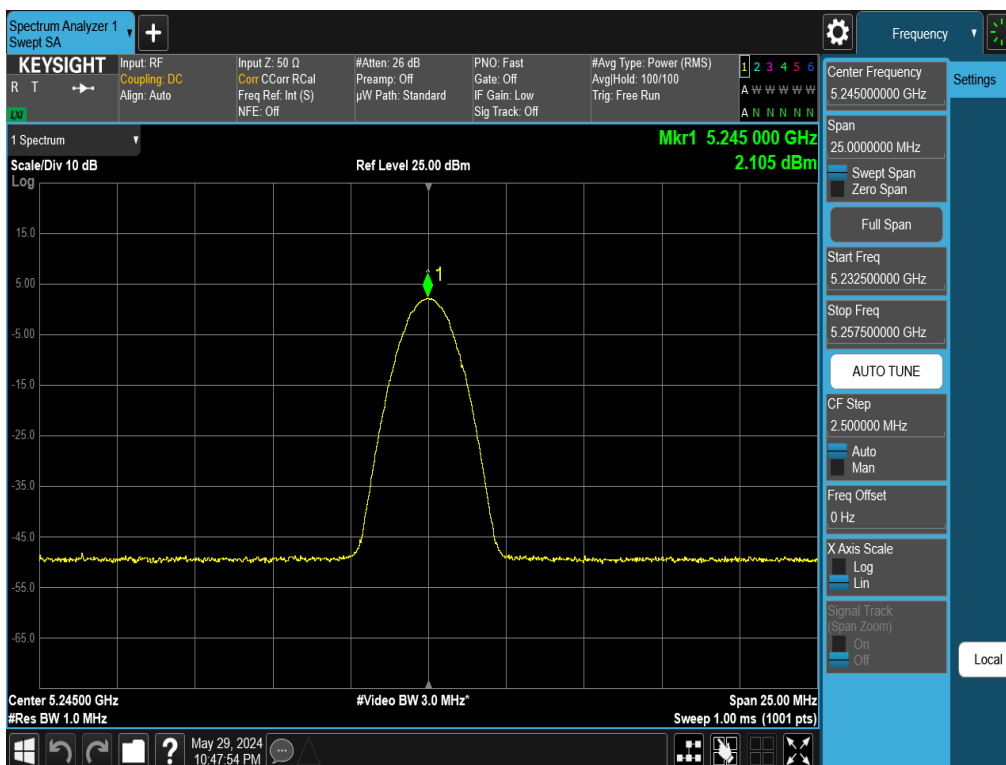 Spectrum Analyzer 1
Swept SA
Frequency
KEYSIGHT
R T
LXI
Input: RF
Coupling: DC
Align: Auto
Input Z: 50 Ω
Corr CCorr RCal
Freq Ref: Int (S)
NFE: Off
#Atten: 26 dB
Preamp: Off
µW Path: Standard
PNO: Fast
Gate: Off
IF Gain: Low
Sig Track: Off
#Avg Type: Power (RMS)
Avg|Hold: 100/100
Trig: Free Run
1 2 3 4 5 6
A W W W W W
A N N N N N
Center Frequency
5.245000000 GHz
Settings
1 Spectrum
Mkr1 5.245 000 GHz
2.105 dBm
Scale/Div 10 dB
Ref Level 25.00 dBm
Log
15.0
5.00
-5.00
-15.0
-25.0
-35.0
-45.0
-55.0
-65.0
1
Span
25.0000000 MHz
Swept Span
Zero Span
Full Span
Start Freq
5.232500000 GHz
Stop Freq
5.257500000 GHz
AUTO TUNE
CF Step
2.500000 MHz
Auto
Man
Freq Offset
0 Hz
X Axis Scale
Log
Lin
Signal Track
(Span Zoom)
On
Off
Local
Center 5.24500 GHz
#Video BW 3.0 MHz*
Span 25.00 MHz
#Res BW 1.0 MHz
Sweep 1.00 ms (1001 pts)
?
May 29, 2024
10:47:54 PM